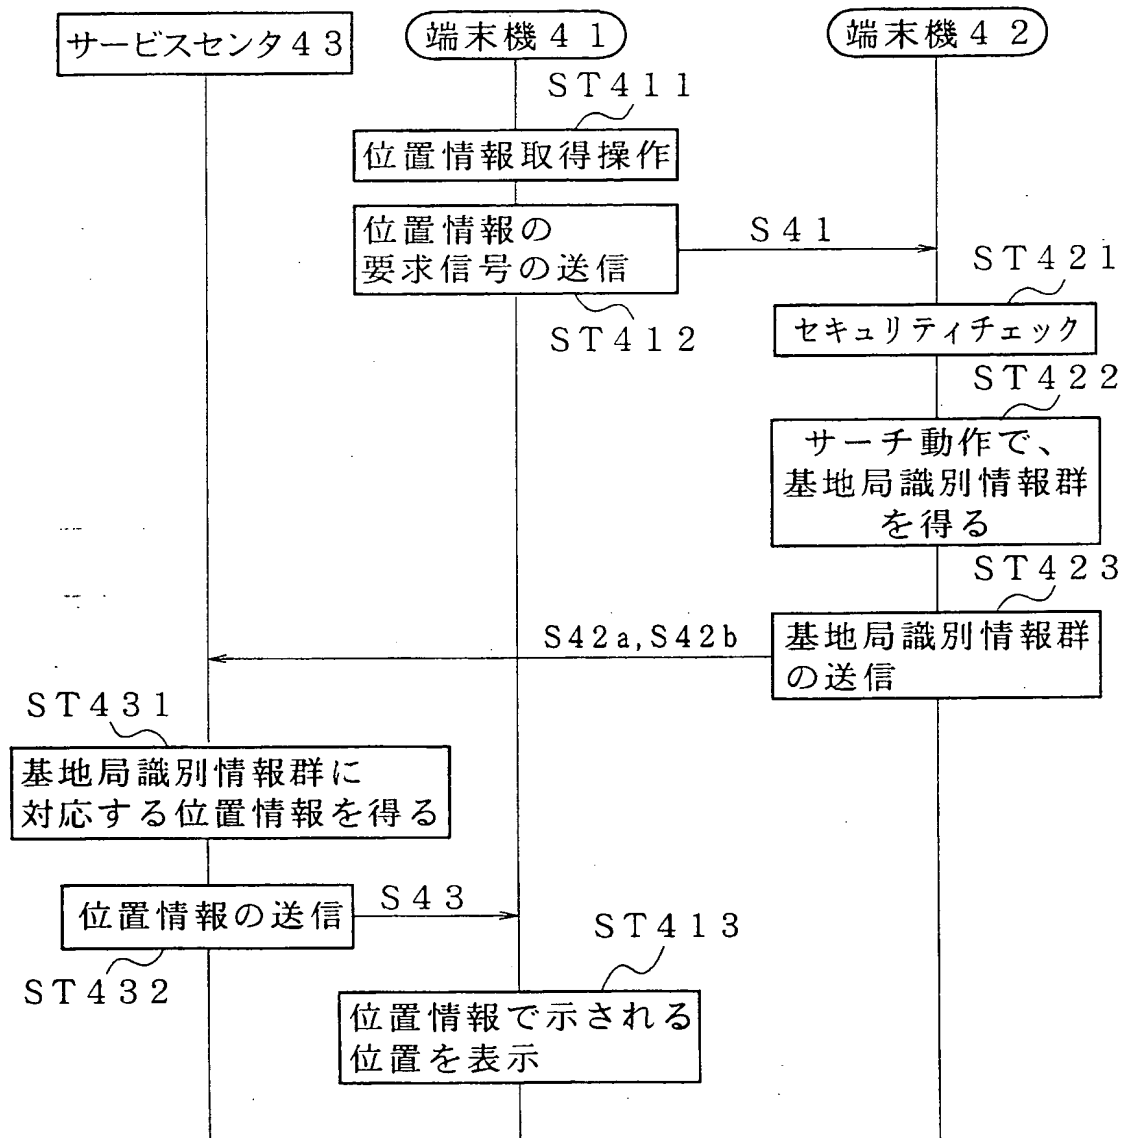 サービスセンタ４３
端末機４１
端末機４２
ＳＴ４１１
位置情報取得操作
位置情報の
要求信号の送信
Ｓ４１
ＳＴ４１２
ＳＴ４２１
セキュリティチェック
ＳＴ４２２
サーチ動作で、
基地局識別情報群
を得る
ＳＴ４２３
基地局識別情報群
の送信
S42a,S42b
ＳＴ４３１
基地局識別情報群に
対応する位置情報を得る
位置情報の送信
Ｓ４３
ＳＴ４３２
ＳＴ４１３
位置情報で示される
位置を表示